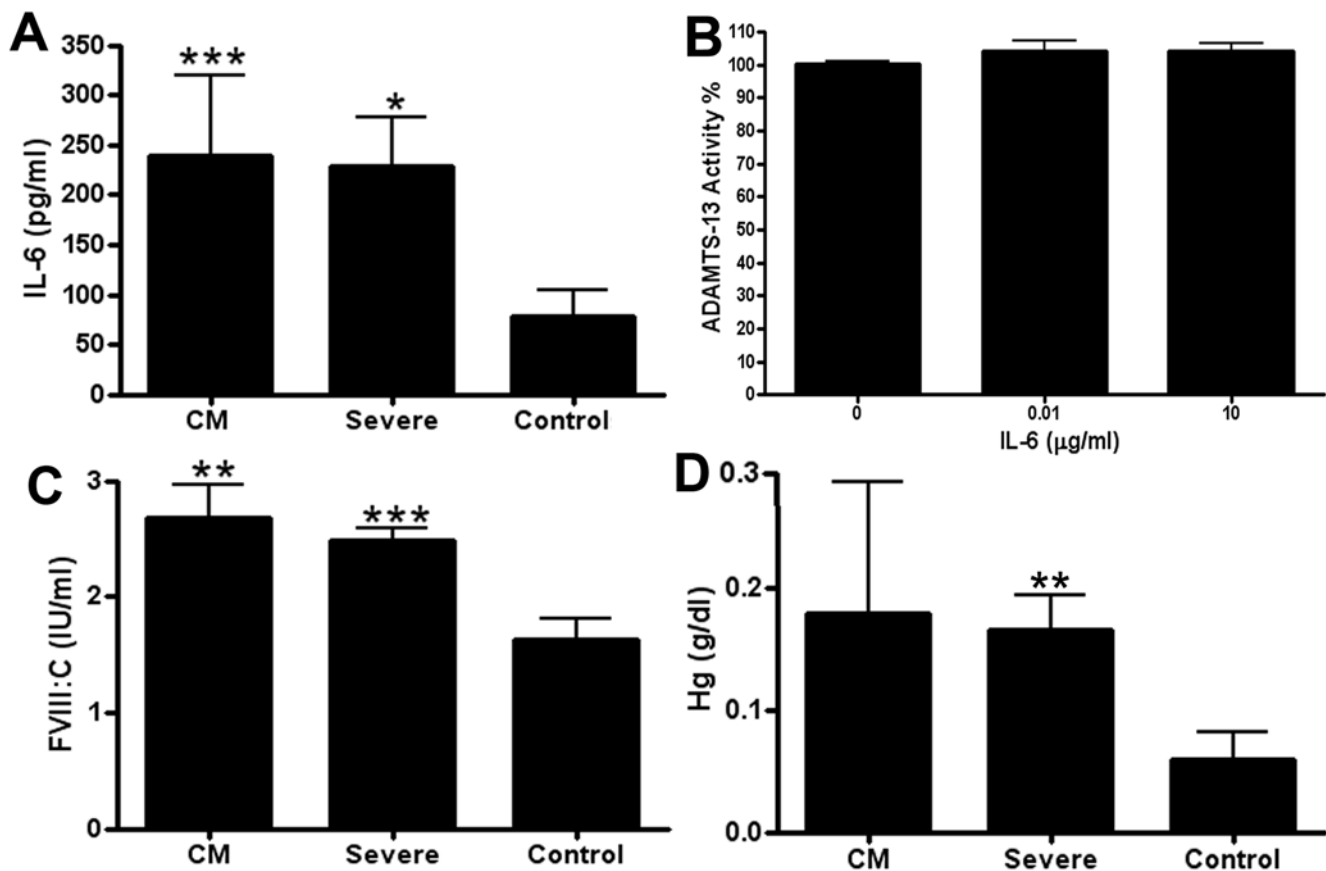 A
IL-6 (pg/ml)
350
300
250
200
150
100
50
0
***
*
CM Severe Control
B
ADAMTS-13 Activity %
110
100
90
80
70
60
50
40
30
20
10
0
0 0.01 10
IL-6 (μg/ml)
C
FVIII:C (IU/ml)
3
2
1
0
**
***
CM Severe Control
D
Hg (g/dl)
0.3
0.2
0.1
0.0
**
CM Severe Control